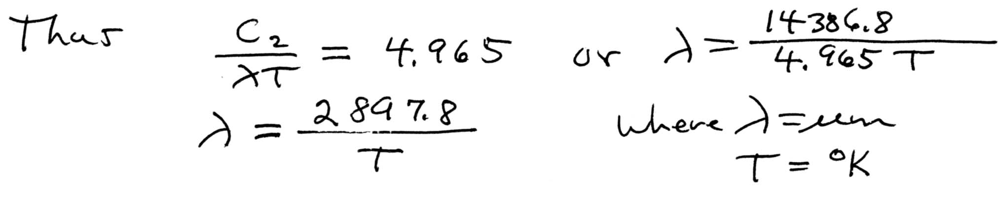 Thus C₂/λT = 4.965 or λ = 14386.8/4.965 T
λ = 2897.8/T where λ = μm
T = °K